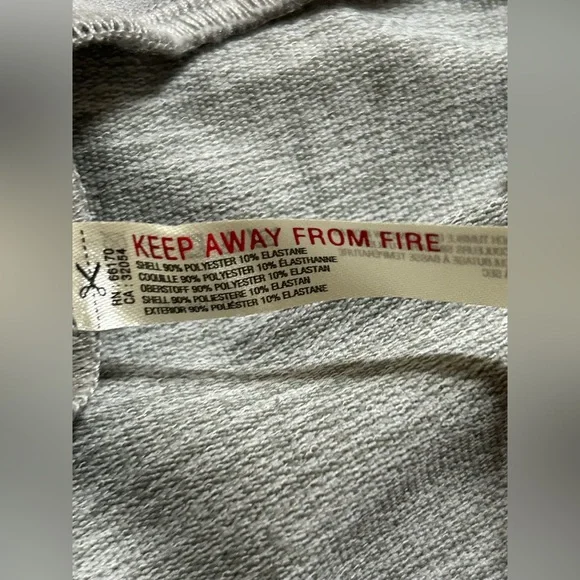 RN : 66170
CA : 32054
KEEP AWAY FROM FIRE
SHELL 90% POLYESTER 10% ELASTANE
COQUILLE 90% POLYESTER 10% ÉLASTHANNE
OBERSTOFF 90% POLYESTER 10% ELASTAN
SHELL 90% POLIESTERE 10% ELASTAN
EXTERIOR 90% POLIÉSTER 10% ELASTANE